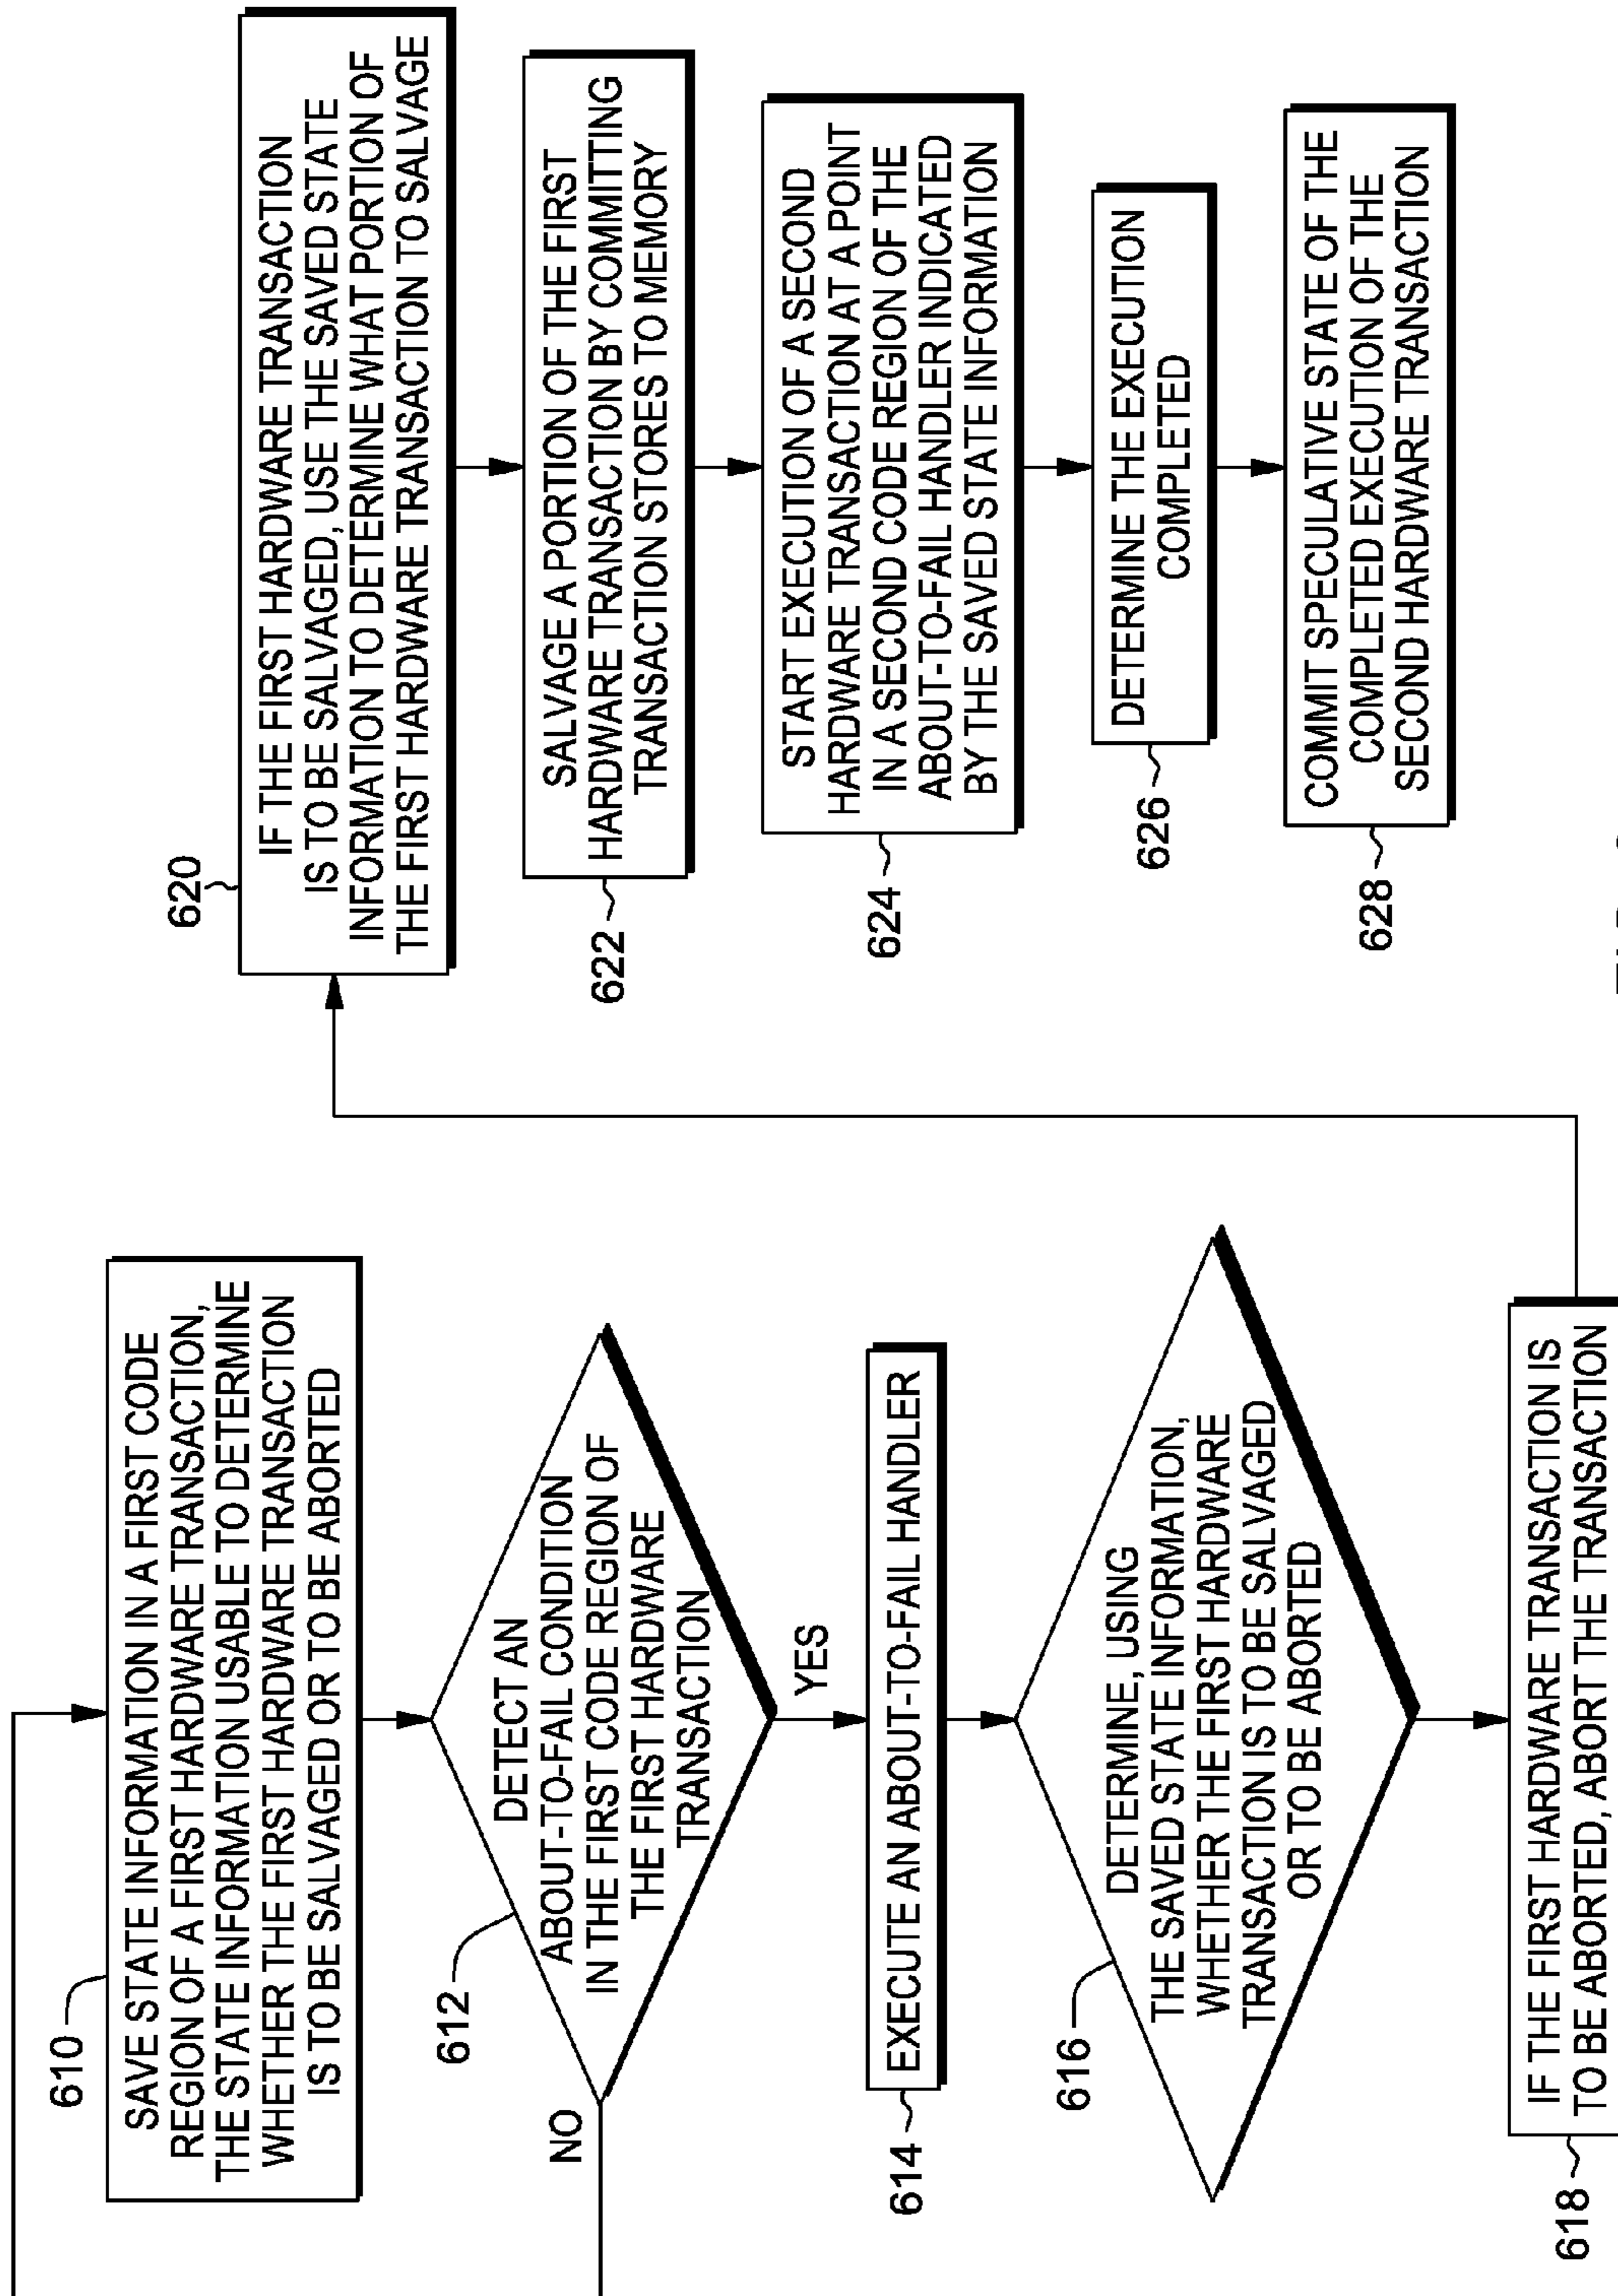 610
SAVE STATE INFORMATION IN A FIRST CODE
REGION OF A FIRST HARDWARE TRANSACTION,
THE STATE INFORMATION USABLE TO DETERMINE
WHETHER THE FIRST HARDWARE TRANSACTION
IS TO BE SALVAGED OR TO BE ABORTED
612
DETECT AN
ABOUT-TO-FAIL CONDITION
IN THE FIRST CODE REGION OF
THE FIRST HARDWARE
TRANSACTION
NO
YES
614
EXECUTE AN ABOUT-TO-FAIL HANDLER
616
DETERMINE, USING
THE SAVED STATE INFORMATION,
WHETHER THE FIRST HARDWARE
TRANSACTION IS TO BE SALVAGED
OR TO BE ABORTED
618
IF THE FIRST HARDWARE TRANSACTION IS
TO BE ABORTED, ABORT THE TRANSACTION
620
IF THE FIRST HARDWARE TRANSACTION
IS TO BE SALVAGED, USE THE SAVED STATE
INFORMATION TO DETERMINE WHAT PORTION OF
THE FIRST HARDWARE TRANSACTION TO SALVAGE
622
SALVAGE A PORTION OF THE FIRST
HARDWARE TRANSACTION BY COMMITTING
TRANSACTION STORES TO MEMORY
624
START EXECUTION OF A SECOND
HARDWARE TRANSACTION AT A POINT
IN A SECOND CODE REGION OF THE
ABOUT-TO-FAIL HANDLER INDICATED
BY THE SAVED STATE INFORMATION
626
DETERMINE THE EXECUTION
COMPLETED
628
COMMIT SPECULATIVE STATE OF THE
COMPLETED EXECUTION OF THE
SECOND HARDWARE TRANSACTION